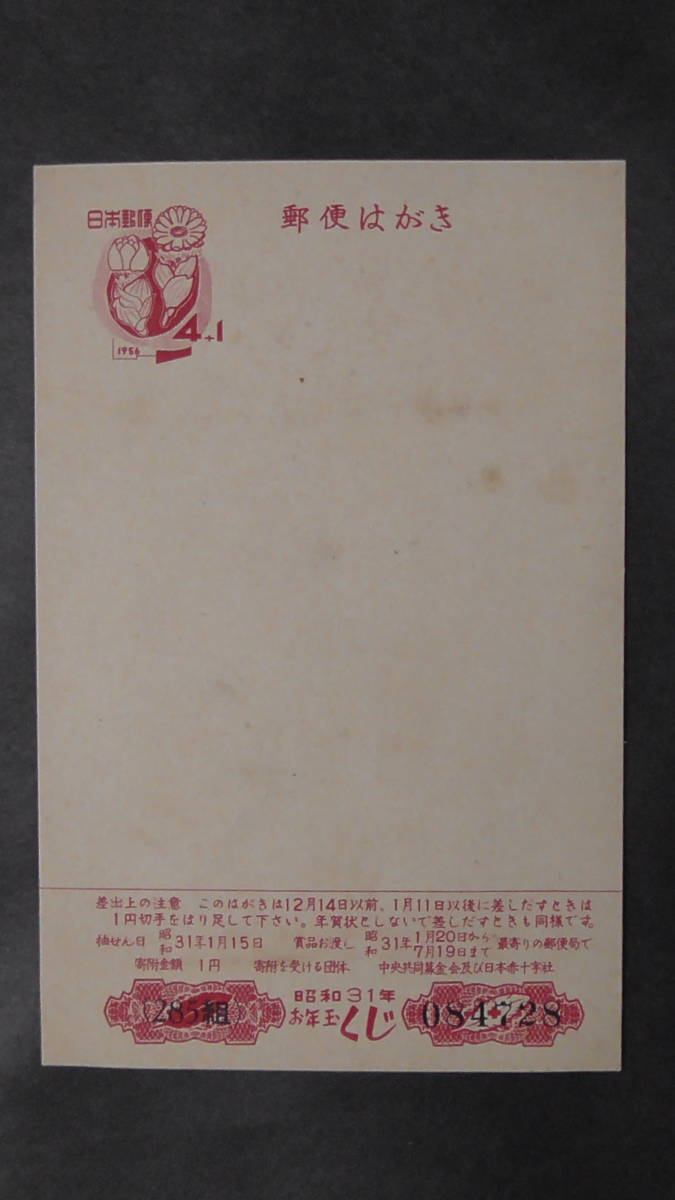 日本郵便
郵便はがき
4+1
1956
差出上の注意 このはがきは12月14日以前、1月11日以後に差しだすときは
1円切手をはり足して下さい。年賀状としないで差しだすときも同様です。
抽せん日 昭和31年1月15日 賞品お渡し 昭和31年1月20日から7月19日まで 最寄りの郵便局で
寄附金額 1円 寄附を受ける団体 中央共同募金会及び日本赤十字社
昭和31年
お年玉くじ
(285組)
084728